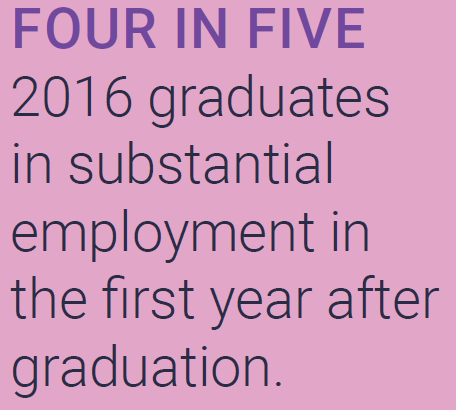 FOUR IN FIVE
2016 graduates
in substantial
employment in
the first year after
graduation.